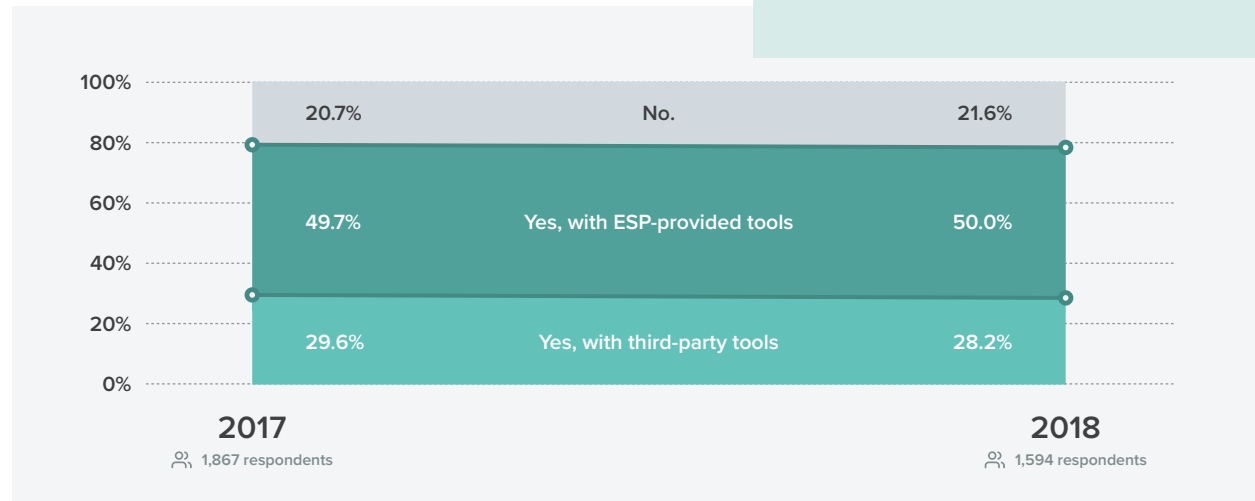 100%
20.7% No. 21.6%
80%
60%
49.7% Yes, with ESP-provided tools 50.0%
40%
20%
29.6% Yes, with third-party tools 28.2%
0%
2017 2018
1,867 respondents 1,594 respondents